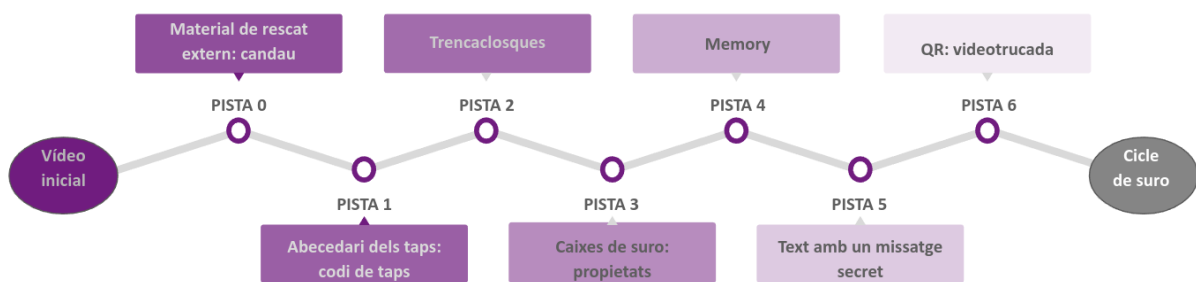 Vídeo
inicial
Material de rescat
extern: candau
PISTA 0
PISTA 1
Abecedari dels taps:
codi de taps
Trencaclosques
PISTA 2
PISTA 3
Caixes de suro:
propietats
Memory
PISTA 4
PISTA 5
Text amb un missatge
secret
QR: videotrucada
PISTA 6
Cicle
de suro